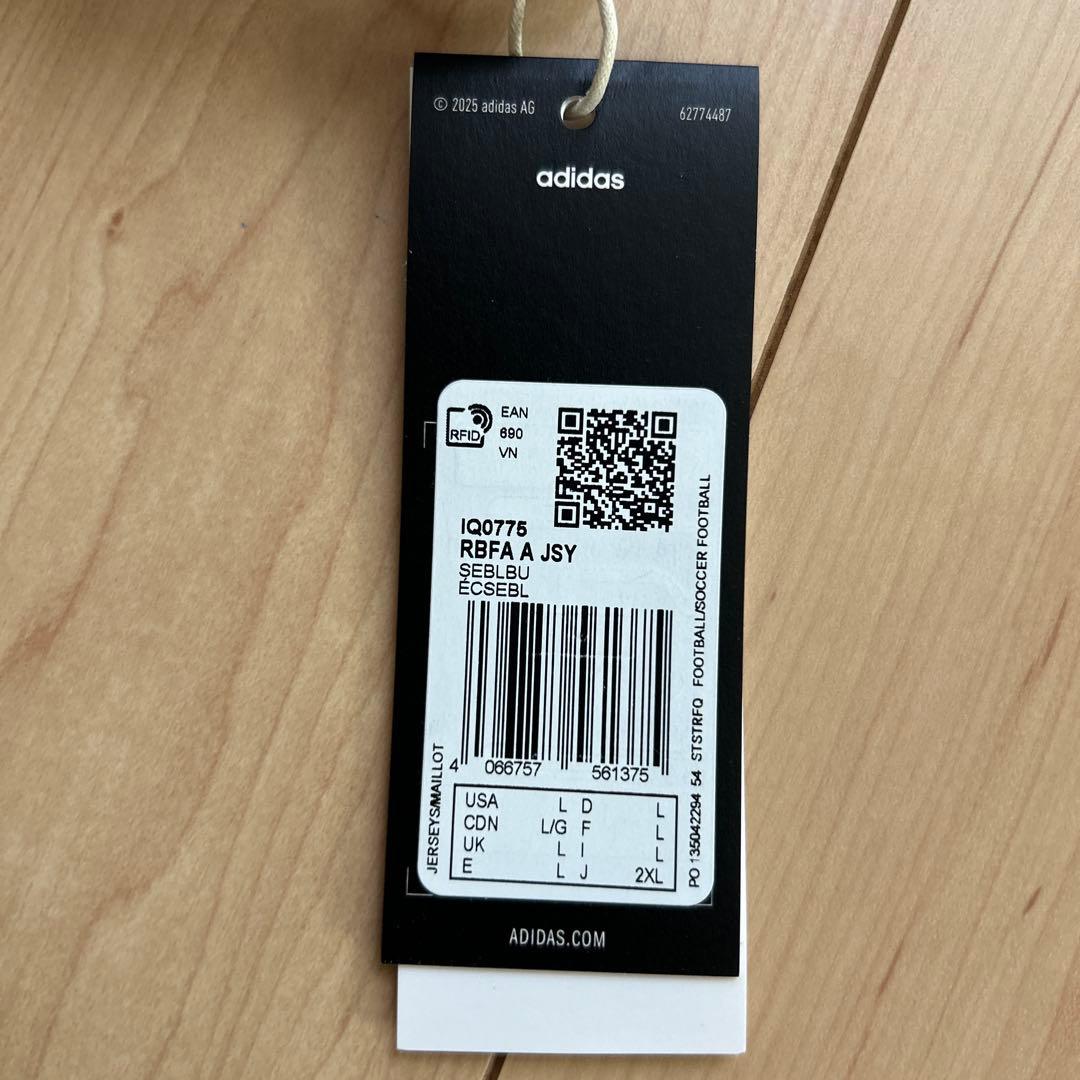 © 2025 adidas AG
62774487
adidas
RFID
EAN
690
VN
IQ0775
RBFA A JSY
SEBLBU
ÉCSEBL
4 066757 561375
JERSEYS/MAILLOT
PO 135042294 54 STSTRFQ FOOTBALL/SOCCER FOOTBALL
USA L D L
CDN L/G F L
UK L I L
E L J 2XL
ADIDAS.COM